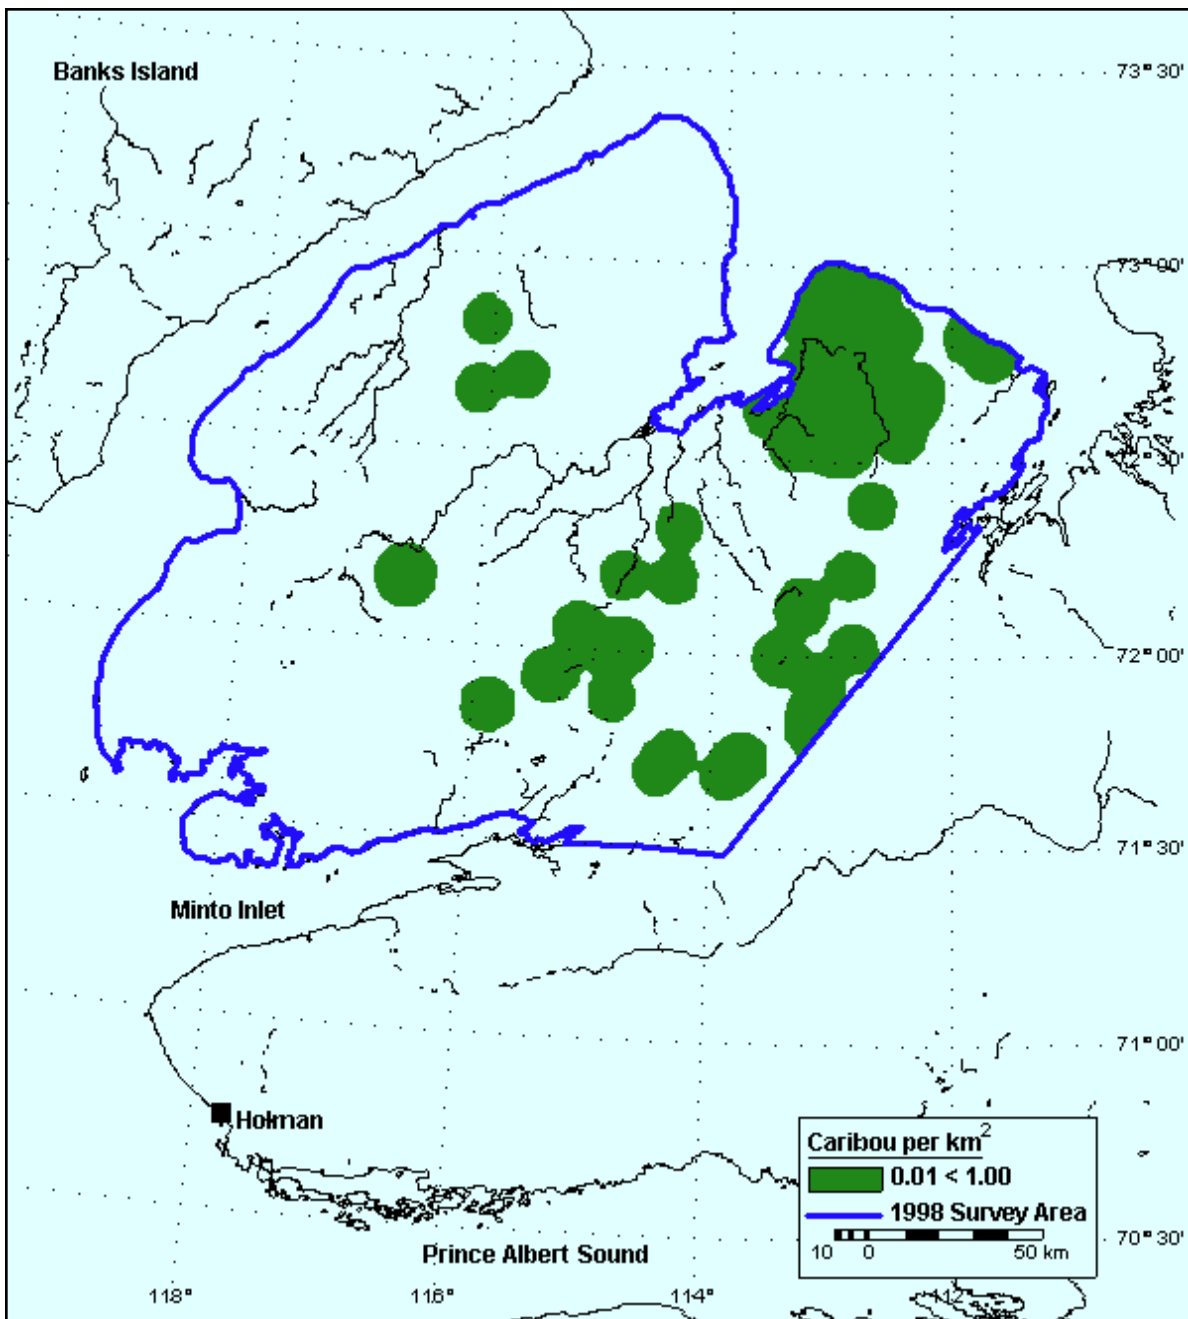 Banks Island
73° 30'
73° 00'
72° 00'
71° 30'
Minto Inlet
71° 00'
Holman
Caribou per km²
0.01 < 1.00
1998 Survey Area
10 0 50 km
70° 30'
Prince Albert Sound
118° 116° 114° 112°